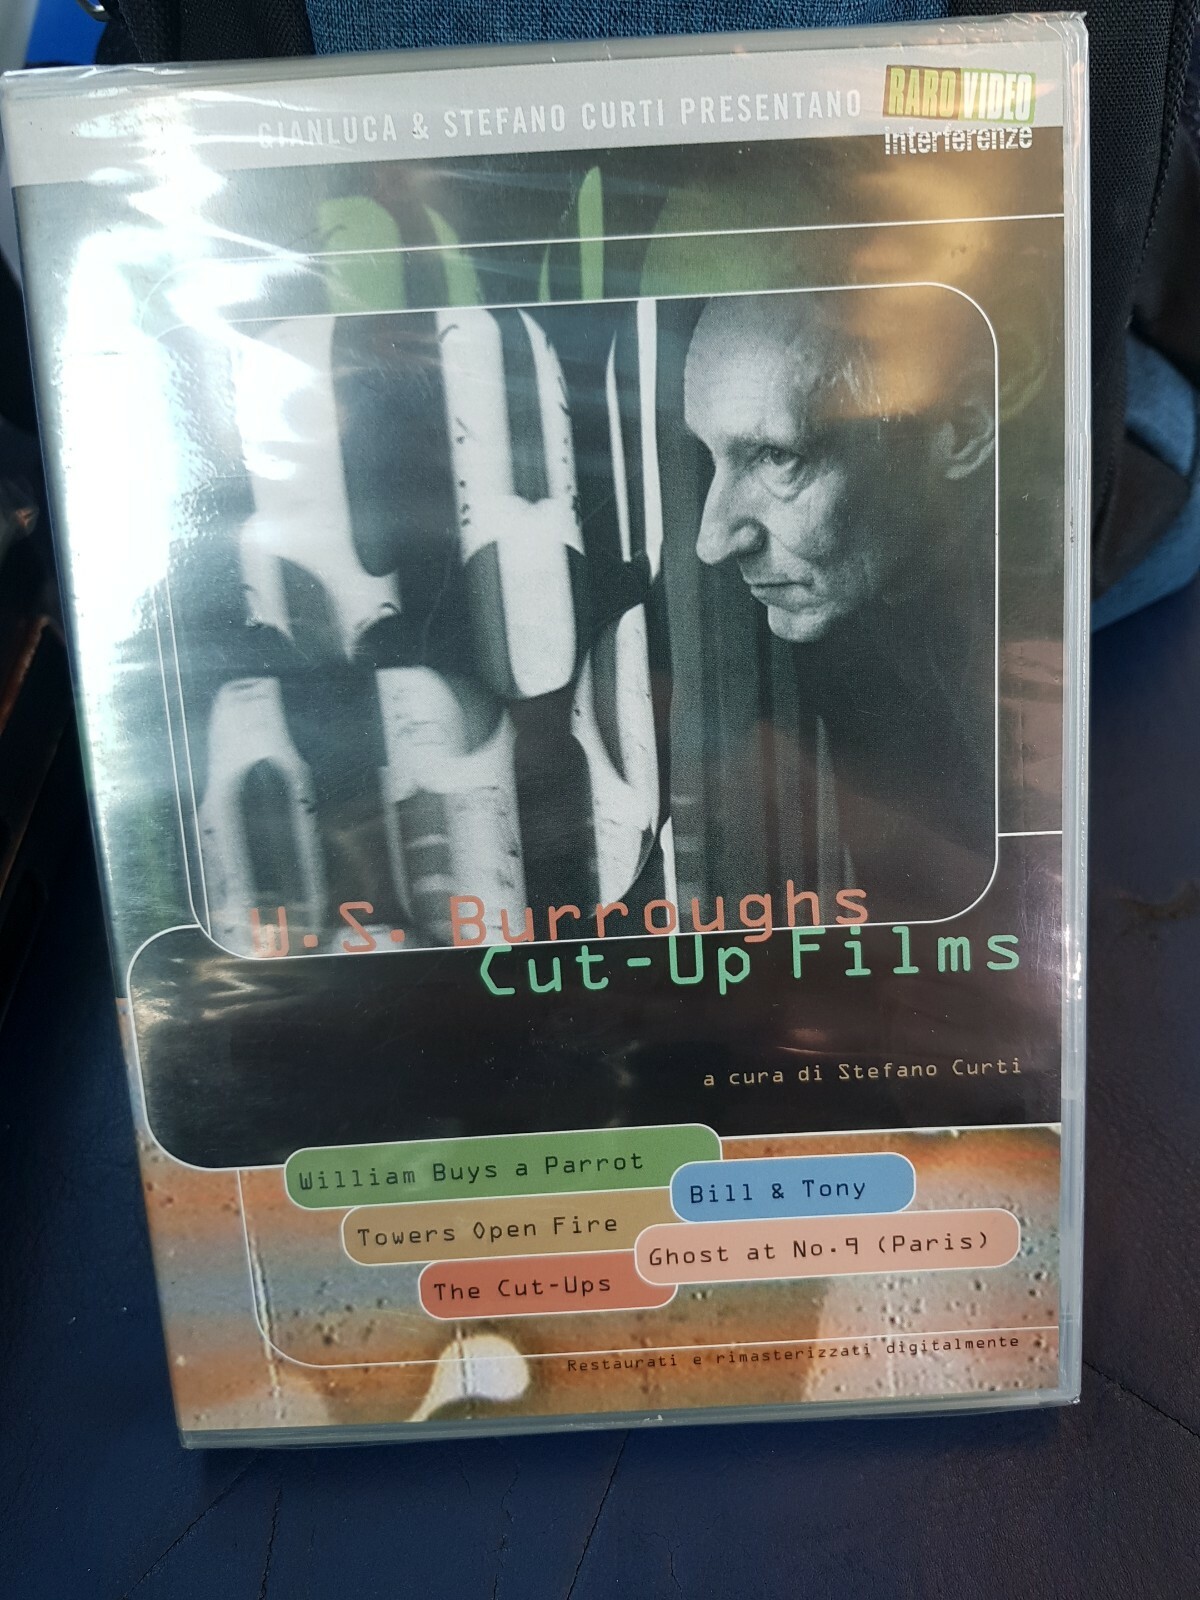 GIANLUCA & STEFANO CURTI PRESENTANO
RARO VIDEO
interferenze
W.S. Burroughs
Cut-Up Films
a cura di Stefano Curti
William Buys a Parrot
Bill & Tony
Towers Open Fire
Ghost at No.9 (Paris)
The Cut-Ups
Restaurati e rimasterizzati digitalmente